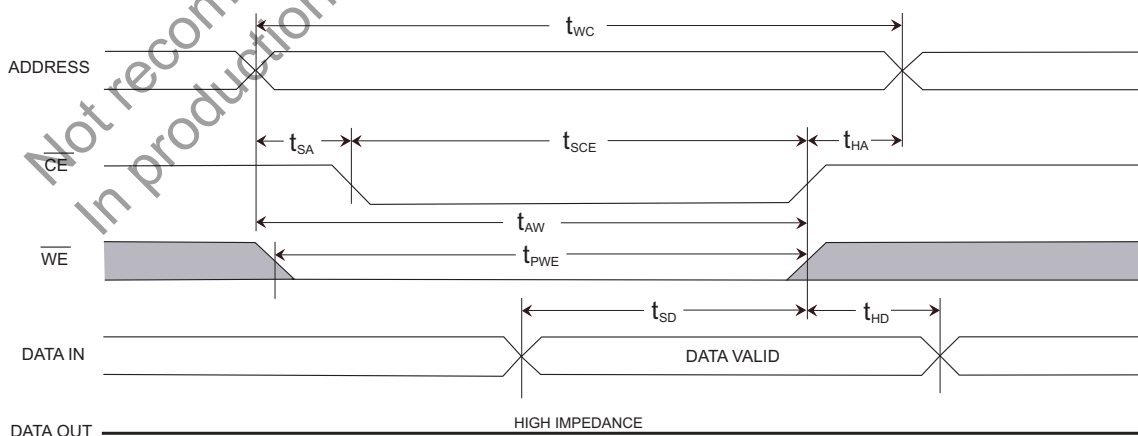 Not recom
In production
tWC
ADDRESS
tSA
tSCE
tHA
CE
tAW
WE
tPWE
tSD
tHD
DATA IN
DATA VALID
HIGH IMPEDANCE
DATA OUT